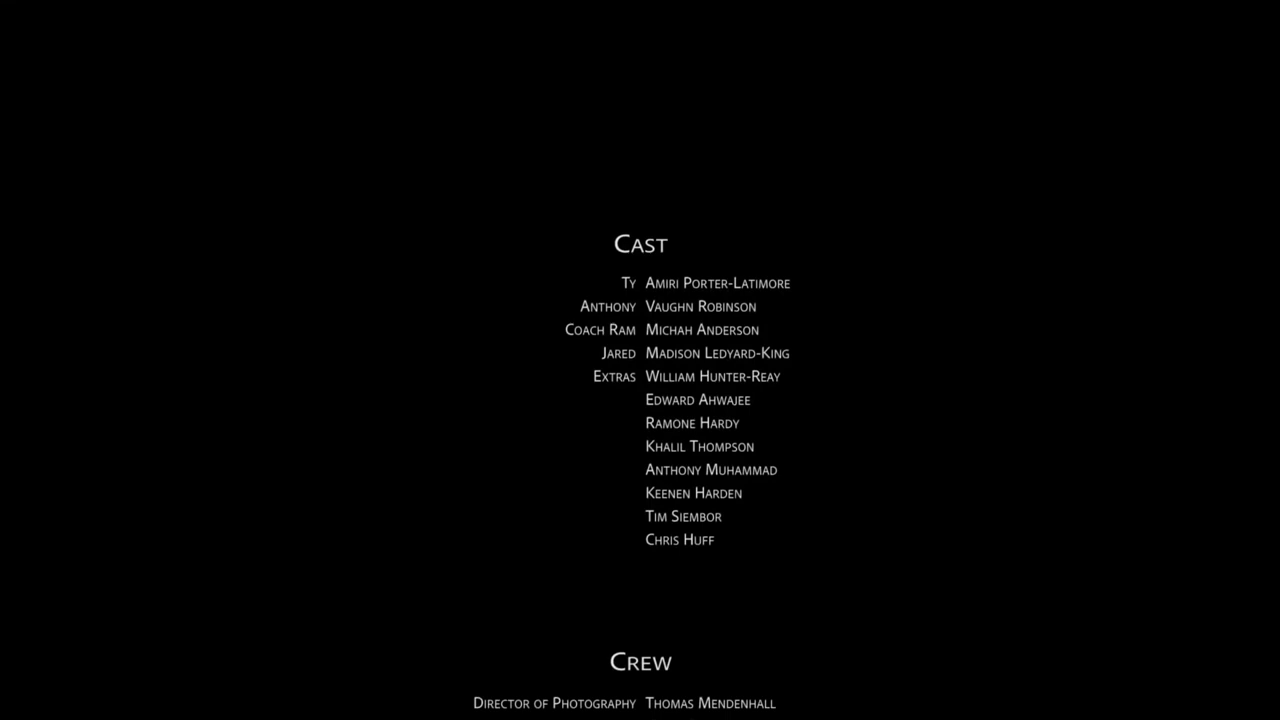 Cast
Ty Amiri Porter-Latimore
Anthony Vaughn Robinson
Coach Ram Michah Anderson
Jared Madison Ledyard-King
Extras William Hunter-Reay
Edward Ahwajee
Ramone Hardy
Khalil Thompson
Anthony Muhammad
Keenen Harden
Tim Siembor
Chris Huff
Crew
Director of Photography Thomas Mendenhall